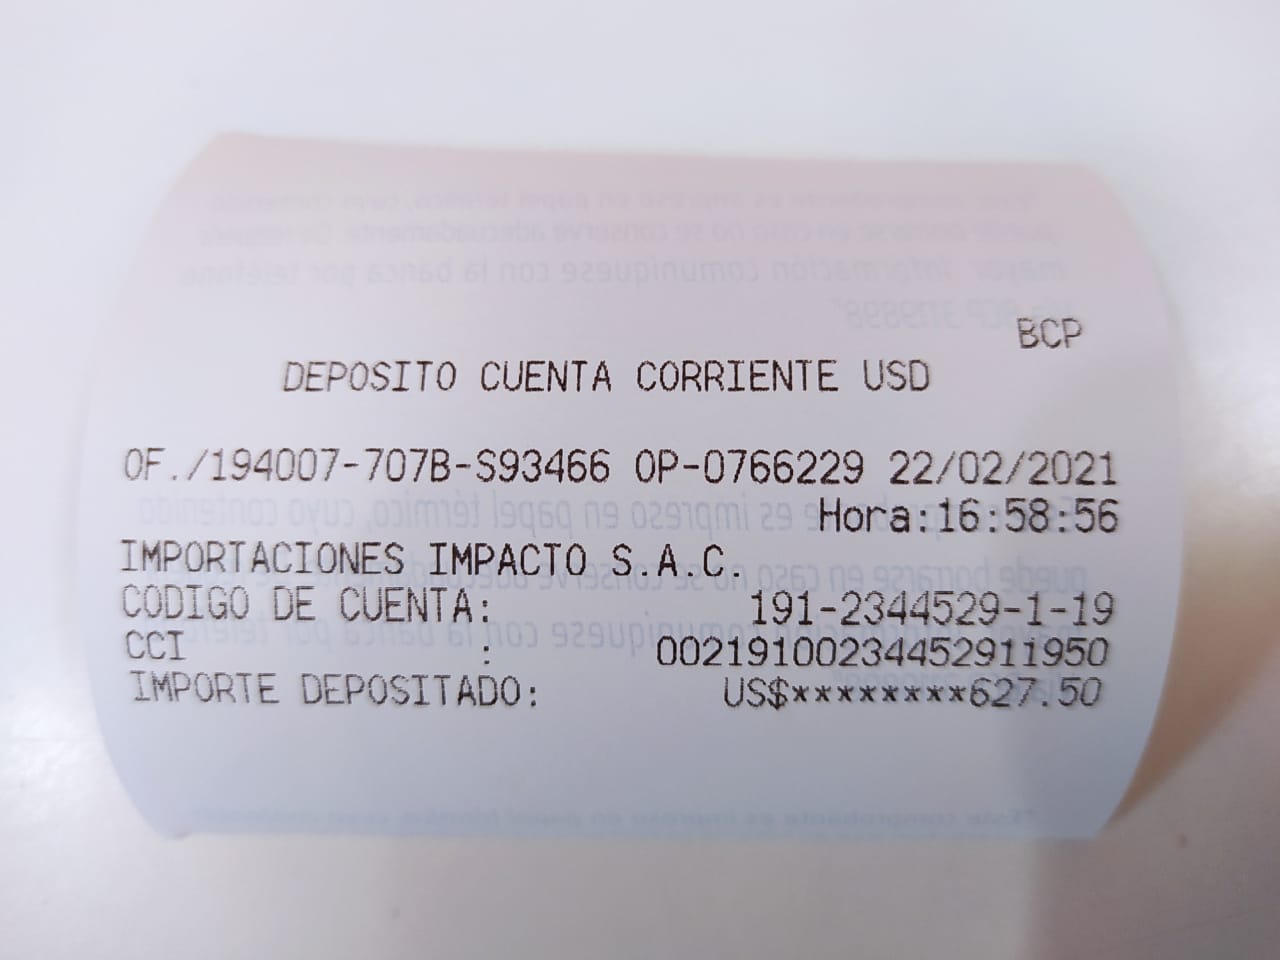 BCP
DEPOSITO CUENTA CORRIENTE USD
OF./194007-707B-S93466 OP-0766229 22/02/2021
Hora:16:58:56
IMPORTACIONES IMPACTO S.A.C.
CODIGO DE CUENTA: 191-2344529-1-19
CCI : 00219100234452911950
IMPORTE DEPOSITADO: US$********627.50